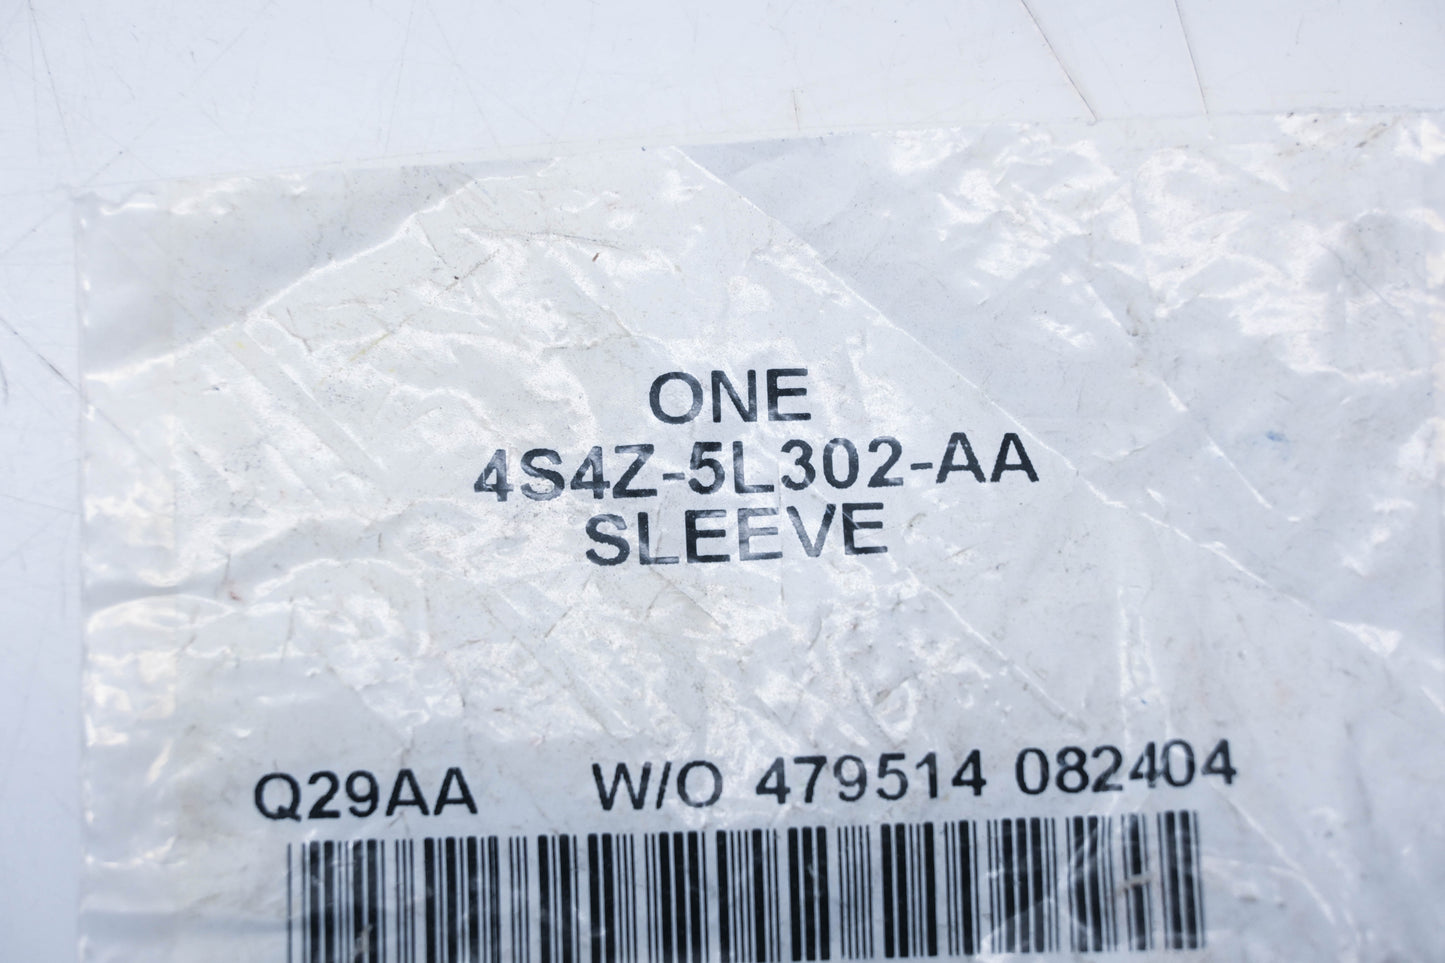 ONE
4S4Z-5L302-AA
SLEEVE
Q29AA W/O 479514 082404